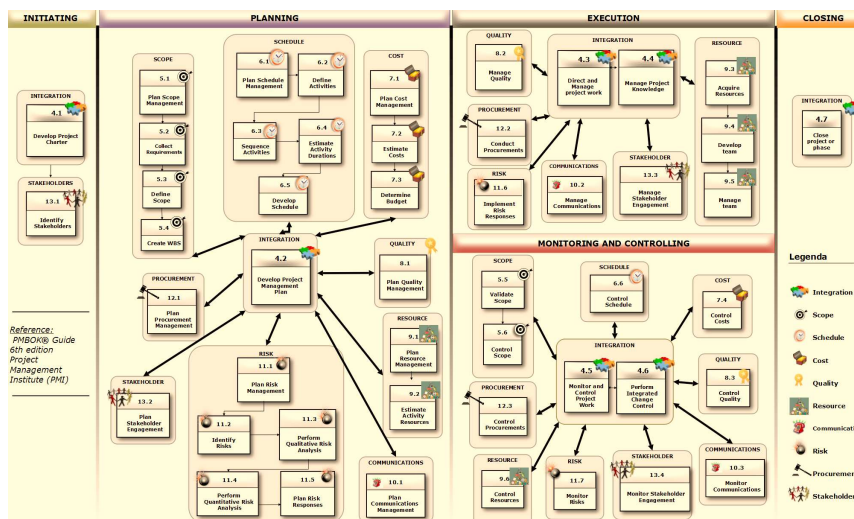 INITIATING
INTEGRATION
4.1
Develop Project
Charter
STAKEHOLDERS
13.1
Identify
Stakeholders
Reference:
PMBOK® Guide
6th edition
Project
Management
Institute (PMI)
PLANNING
SCOPE
5.1
Plan Scope
Management
5.2
Collect
Requirements
5.3
Define
Scope
5.4
Create WBS
SCHEDULE
6.1
Plan Schedule
Management
6.2
Define
Activities
6.3
Sequence
Activities
6.4
Estimate
Activity
Durations
6.5
Develop
Schedule
COST
7.1
Plan Cost
Management
7.2
Estimate
Costs
7.3
Determine
Budget
INTEGRATION
4.2
Develop Project
Management
Plan
QUALITY
8.1
Plan Quality
Management
PROCUREMENT
12.1
Plan
Procurement
Management
RESOURCE
9.1
Plan
Resource
Management
9.2
Estimate
Activity
Resources
STAKEHOLDER
13.2
Plan
Stakeholder
Engagement
RISK
11.1
Plan Risk
Management
11.2
Identify
Risks
11.3
Perform
Qualitative Risk
Analysis
11.4
Perform
Quantitative Risk
Analysis
11.5
Plan Risk
Responses
COMMUNICATIONS
10.1
Plan
Communications
Management
EXECUTION
QUALITY
8.2
Manage
Quality
INTEGRATION
4.3
Direct and
Manage
project work
4.4
Manage Project
Knowledge
RESOURCE
9.3
Acquire
Resources
9.4
Develop
team
9.5
Manage
team
PROCUREMENT
12.2
Conduct
Procurements
RISK
11.6
Implement
Risk
Responses
COMMUNICATIONS
10.2
Manage
Communications
STAKEHOLDER
13.3
Manage
Stakeholder
Engagement
MONITORING AND CONTROLLING
SCOPE
5.5
Validate
Scope
5.6
Control
Scope
SCHEDULE
6.6
Control
Schedule
COST
7.4
Control
Costs
INTEGRATION
4.5
Monitor and
Control
Project
Work
4.6
Perform
Integrated
Change
Control
QUALITY
8.3
Control
Quality
PROCUREMENT
12.3
Control
Procurements
RESOURCE
9.6
Control
Resources
RISK
11.7
Monitor
Risks
STAKEHOLDER
13.4
Monitor Stakeholder
Engagement
COMMUNICATIONS
10.3
Monitor
Communications
CLOSING
INTEGRATION
4.7
Close
project or
phase
Legenda
Integration
Scope
Schedule
Cost
Quality
Resource
Communicati
Risk
Procuremen
Stakeholder